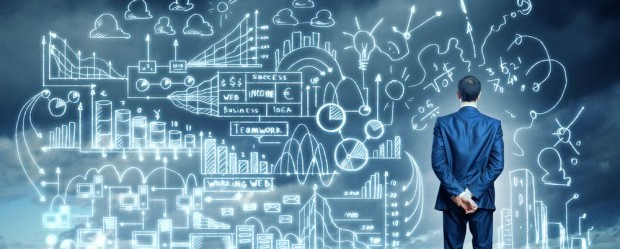 SUCCESS
$$$
WEB
INCOME
€
Business
IDEA
TEAMWORK
WORKING WEB